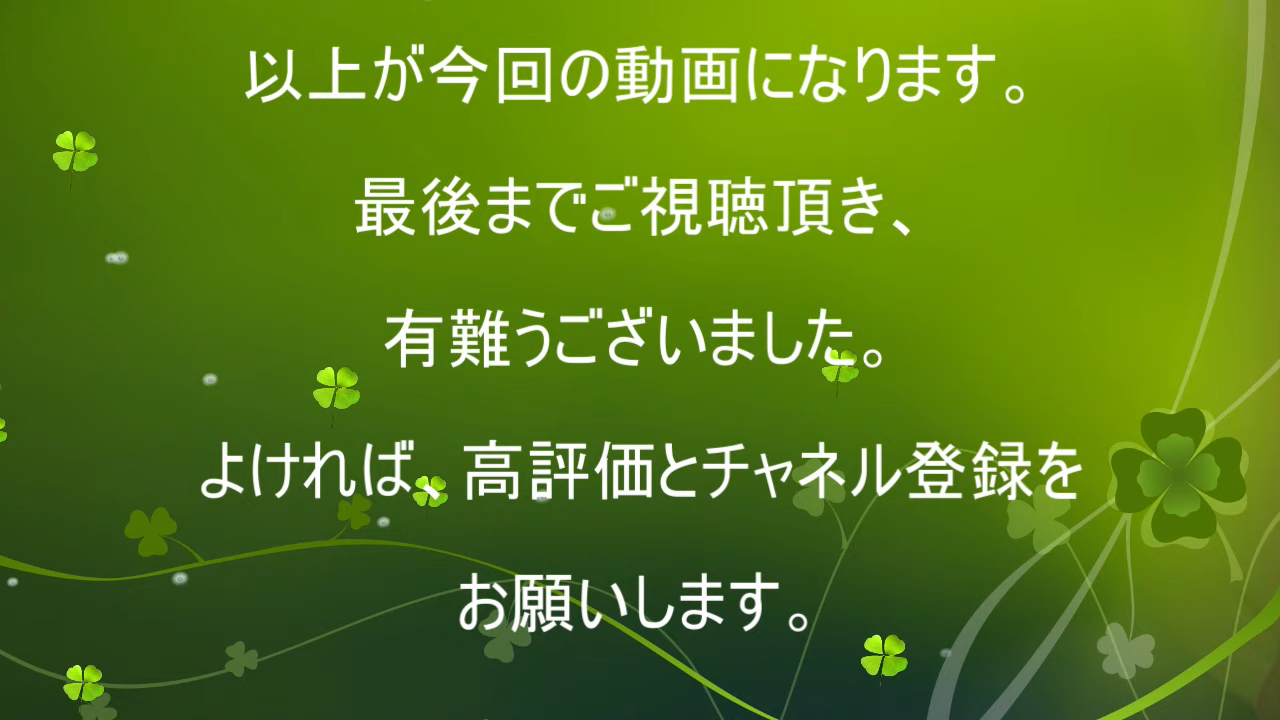 以上が今回の動画になります。
最後までご視聴頂き、
有難うございました。
よければ、高評価とチャネル登録を
お願いします。